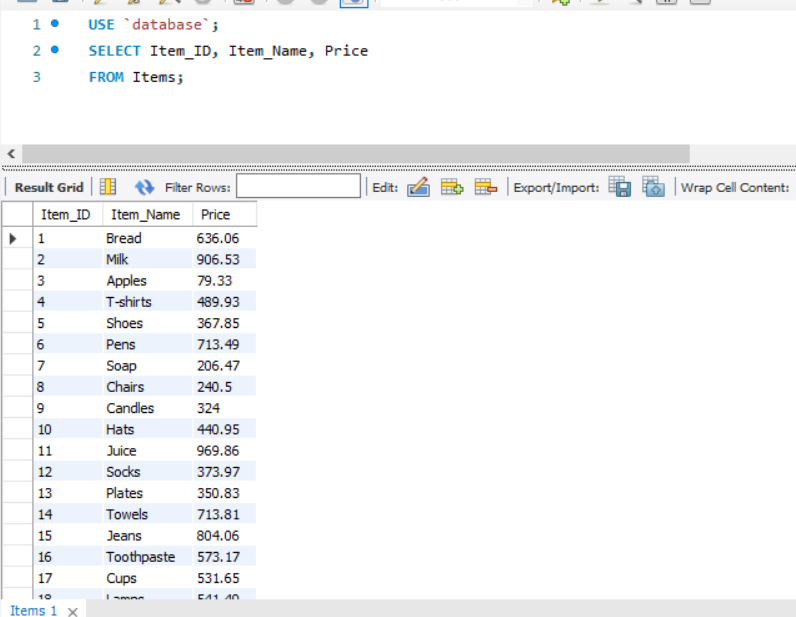 1 USE `database`;
2 SELECT Item_ID, Item_Name, Price
3 FROM Items;
Result Grid Filter Rows: Edit: Export/Import: Wrap Cell Content:
Item_ID Item_Name Price
1 Bread 636.06
2 Milk 906.53
3 Apples 79.33
4 T-shirts 489.93
5 Shoes 367.85
6 Pens 713.49
7 Soap 206.47
8 Chairs 240.5
9 Candles 324
10 Hats 440.95
11 Juice 969.86
12 Socks 373.97
13 Plates 350.83
14 Towels 713.81
15 Jeans 804.06
16 Toothpaste 573.17
17 Cups 531.65
18 Lamps
Items 1